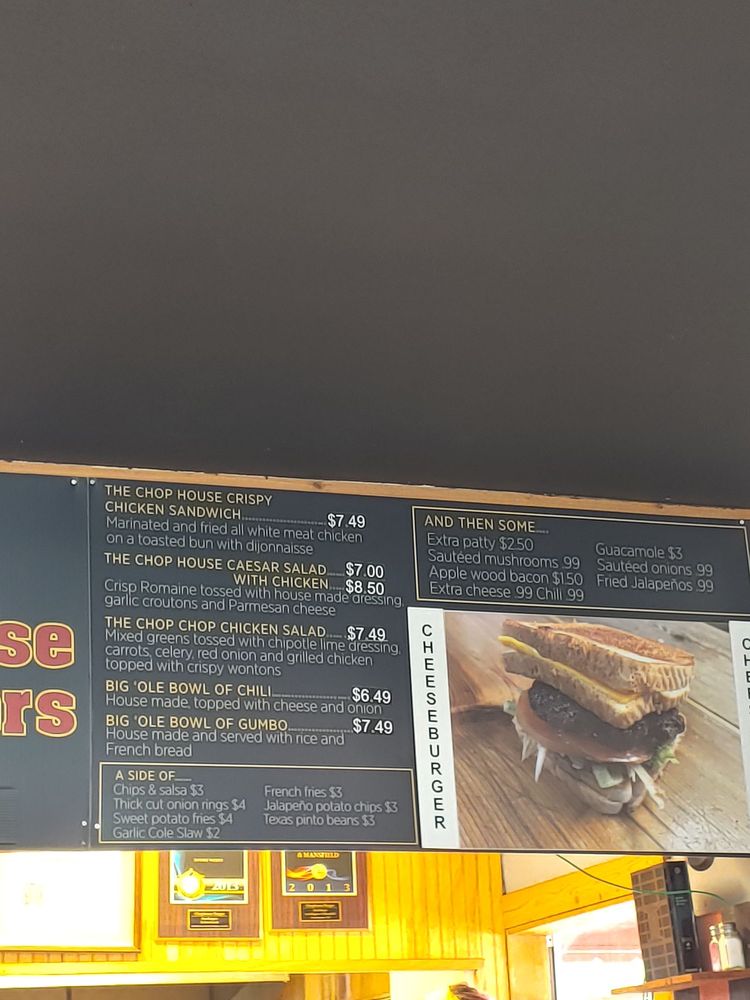 se
rs
THE CHOP HOUSE CRISPY
CHICKEN SANDWICH............................$7.49
Marinated and fried all white meat chicken
on a toasted bun with dijonnaisse
THE CHOP HOUSE CAESAR SALAD......$7.00
WITH CHICKEN.....$8.50
Crisp Romaine tossed with house made dressing,
garlic croutons and Parmesan cheese
THE CHOP CHOP CHICKEN SALAD......$7.49
Mixed greens tossed with chipotle lime dressing,
carrots, celery, red onion and grilled chicken
topped with crispy wontons
BIG 'OLE BOWL OF CHILI........................$6.49
House made, topped with cheese and onion
BIG 'OLE BOWL OF GUMBO....................$7.49
House made and served with rice and
French bread
A SIDE OF.....
Chips & salsa $3
Thick cut onion rings $4
Sweet potato fries $4
Garlic Cole Slaw $2
French fries $3
Jalapeño potato chips $3
Texas pinto beans $3
AND THEN SOME.....
Extra patty $2.50
Sautéed mushrooms .99
Apple wood bacon $1.50
Extra cheese .99 Chili .99
Guacamole $3
Sautéed onions .99
Fried Jalapeños .99
CHEESEBURGER
2013
& MANSFIELD
2013